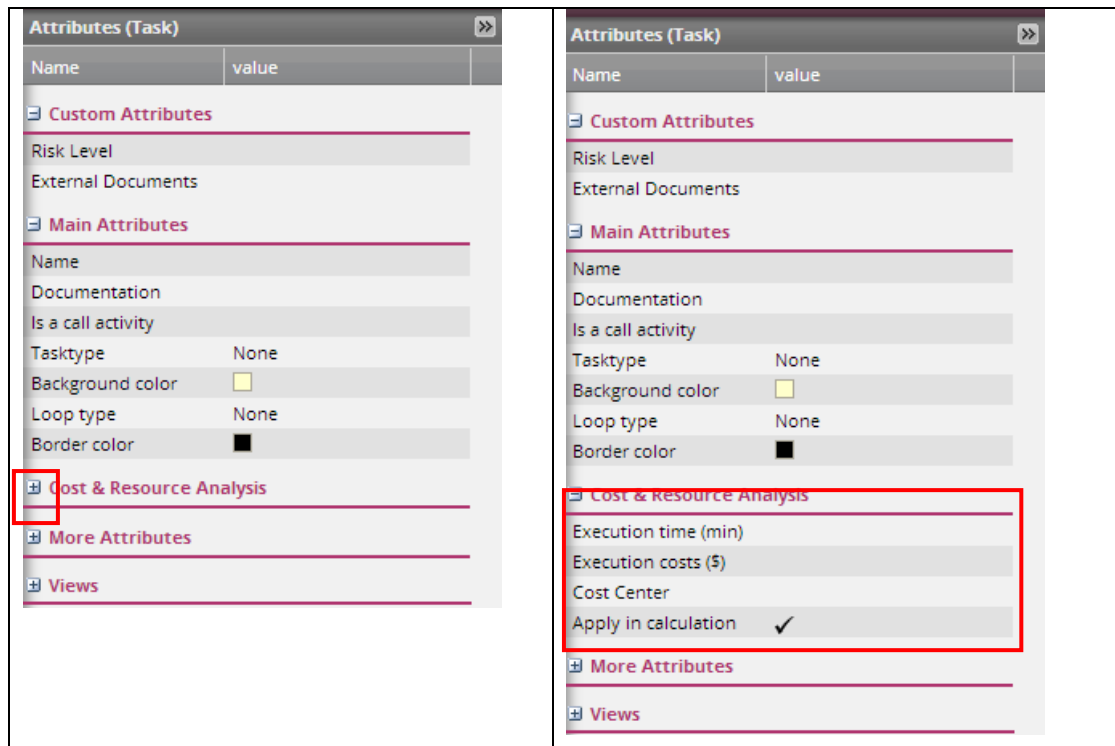 Attributes (Task)
Name value
Custom Attributes
Risk Level
External Documents
Main Attributes
Name
Documentation
Is a call activity
Tasktype None
Background color
Loop type None
Border color
Cost & Resource Analysis
More Attributes
Views
Attributes (Task)
Name value
Custom Attributes
Risk Level
External Documents
Main Attributes
Name
Documentation
Is a call activity
Tasktype None
Background color
Loop type None
Border color
Cost & Resource Analysis
Execution time (min)
Execution costs ($)
Cost Center
Apply in calculation ✓
More Attributes
Views